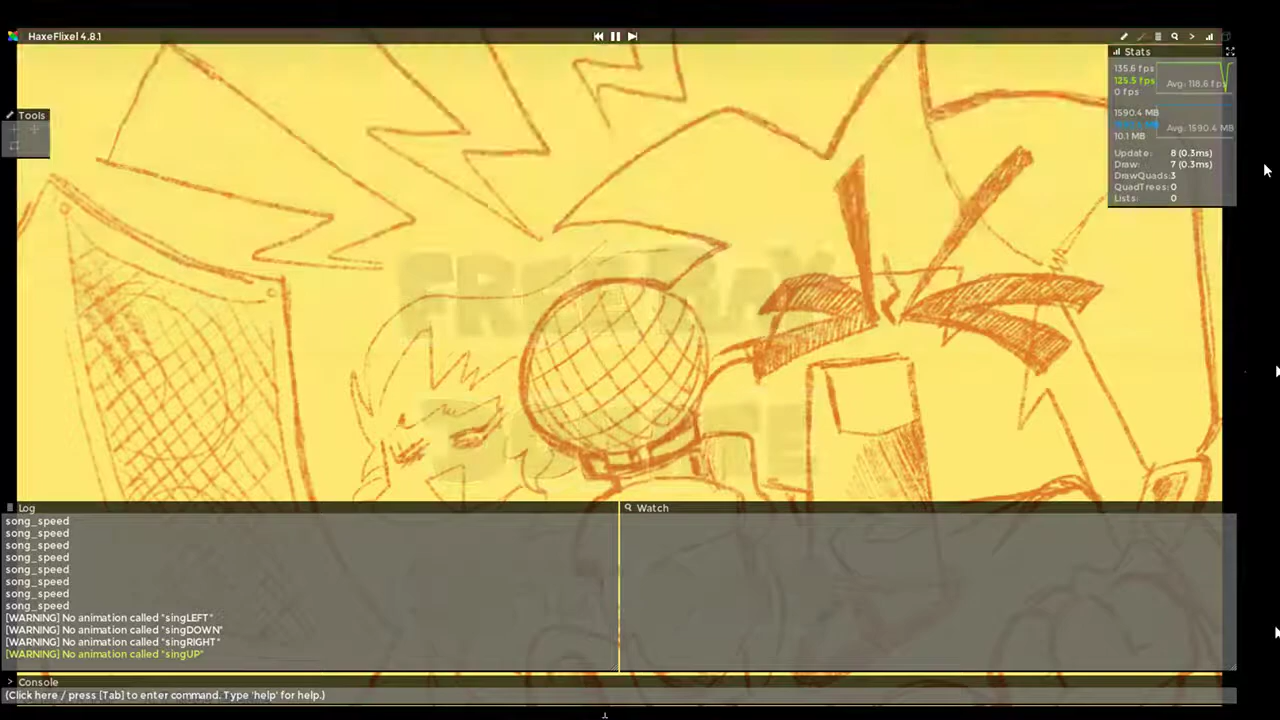 HaxeFlixel 4.8.1
Stats
135.6 fps
125.5 fps
0 fps
Avg: 118.6 fps
1590.4 MB
10.1 MB
Avg: 1590.4 MB
Update: 8 (0.3ms)
Draw: 7 (0.3ms)
DrawQuads: 3
QuadTrees: 0
Lists: 0
Tools
FREEPLAY
Log
song_speed
song_speed
song_speed
song_speed
song_speed
song_speed
song_speed
song_speed
[WARNING] No animation called "singLEFT"
[WARNING] No animation called "singDOWN"
[WARNING] No animation called "singRIGHT"
[WARNING] No animation called "singUP"
Watch
> Console
(Click here / press [Tab] to enter command. Type 'help' for help.)